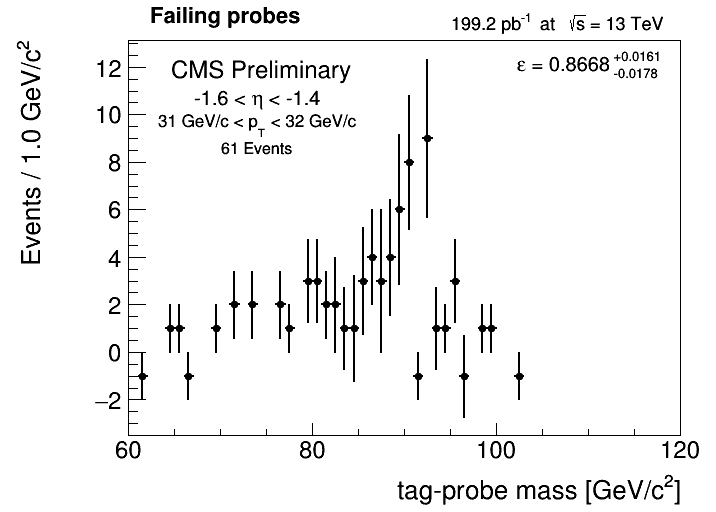 Failing probes
199.2 pb⁻¹ at √s = 13 TeV
ε = 0.8668 +0.0161 -0.0178
CMS Preliminary
-1.6 < η < -1.4
31 GeV/c < p_T < 32 GeV/c
61 Events
Events / 1.0 GeV/c²
12
10
8
6
4
2
0
−2
60 80 100 120
tag-probe mass [GeV/c²]